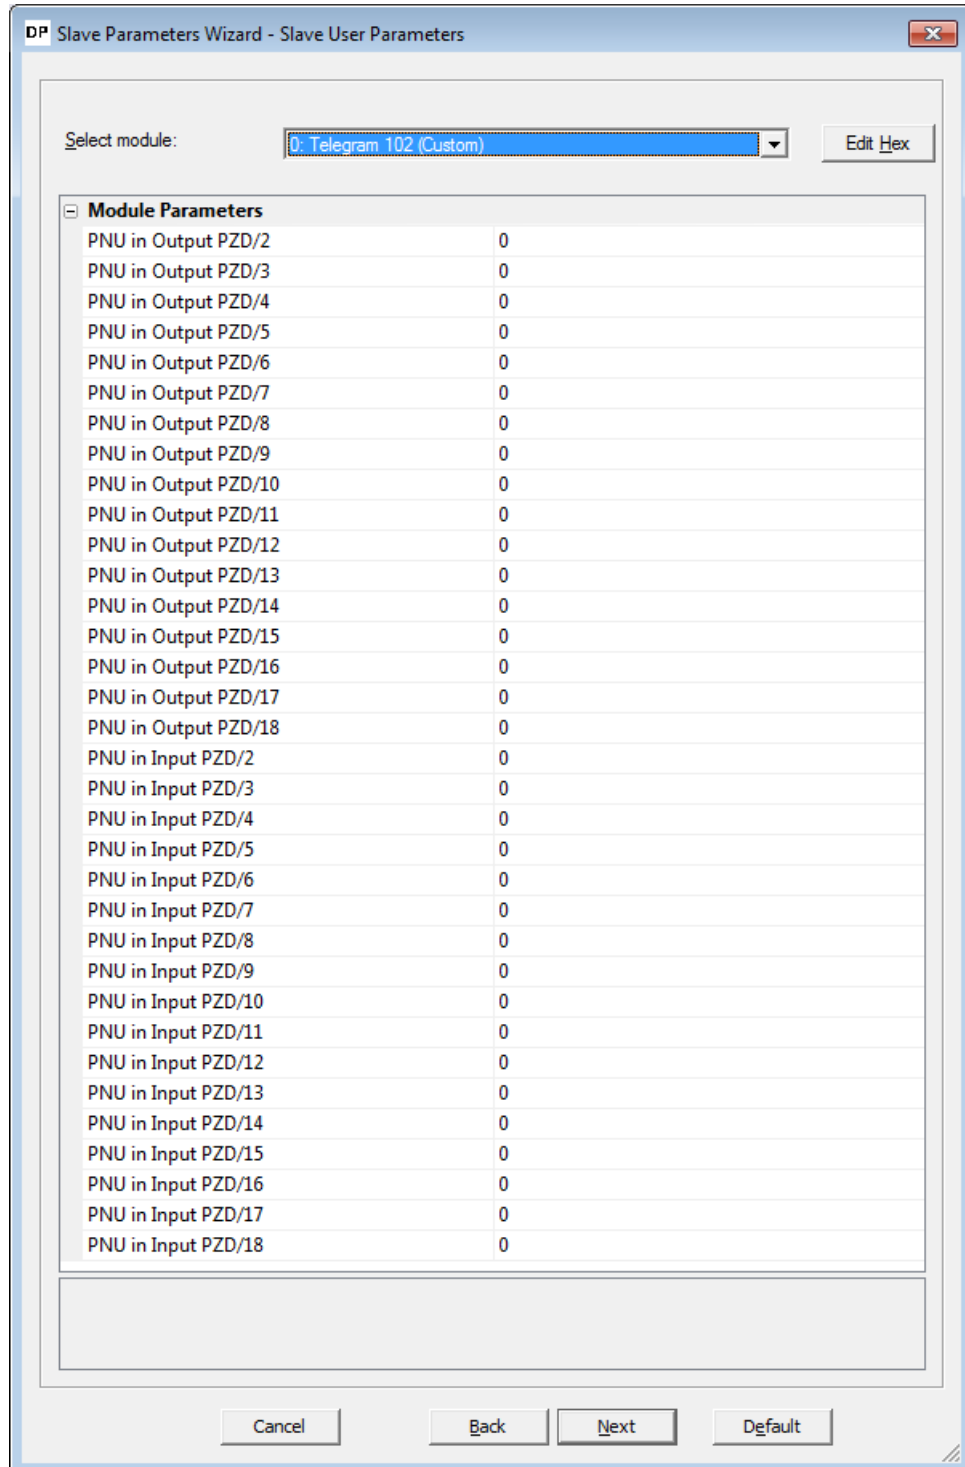 DP Slave Parameters Wizard - Slave User Parameters
Select module: 0: Telegram 102 (Custom) Edit Hex
Module Parameters
PNU in Output PZD/2 0
PNU in Output PZD/3 0
PNU in Output PZD/4 0
PNU in Output PZD/5 0
PNU in Output PZD/6 0
PNU in Output PZD/7 0
PNU in Output PZD/8 0
PNU in Output PZD/9 0
PNU in Output PZD/10 0
PNU in Output PZD/11 0
PNU in Output PZD/12 0
PNU in Output PZD/13 0
PNU in Output PZD/14 0
PNU in Output PZD/15 0
PNU in Output PZD/16 0
PNU in Output PZD/17 0
PNU in Output PZD/18 0
PNU in Input PZD/2 0
PNU in Input PZD/3 0
PNU in Input PZD/4 0
PNU in Input PZD/5 0
PNU in Input PZD/6 0
PNU in Input PZD/7 0
PNU in Input PZD/8 0
PNU in Input PZD/9 0
PNU in Input PZD/10 0
PNU in Input PZD/11 0
PNU in Input PZD/12 0
PNU in Input PZD/13 0
PNU in Input PZD/14 0
PNU in Input PZD/15 0
PNU in Input PZD/16 0
PNU in Input PZD/17 0
PNU in Input PZD/18 0
Cancel Back Next Default